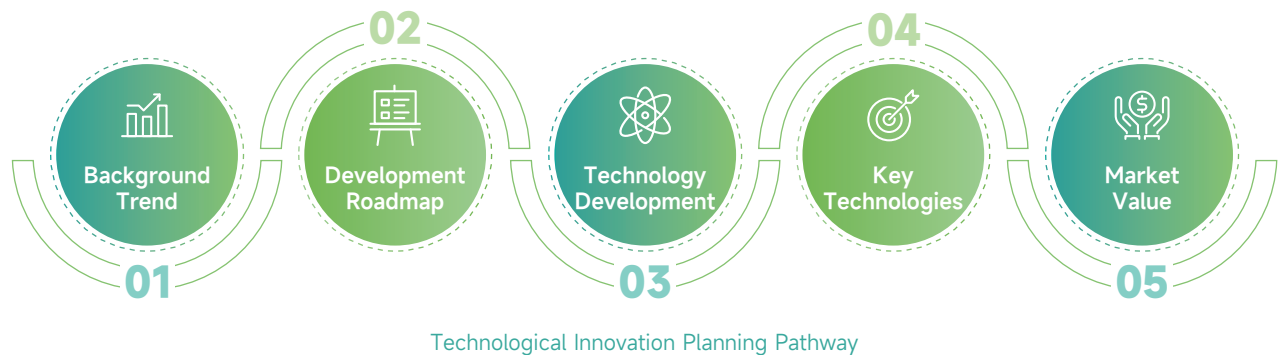 01
Background
Trend
02
Development
Roadmap
03
Technology
Development
04
Key
Technologies
05
$
Market
Value
Technological Innovation Planning Pathway